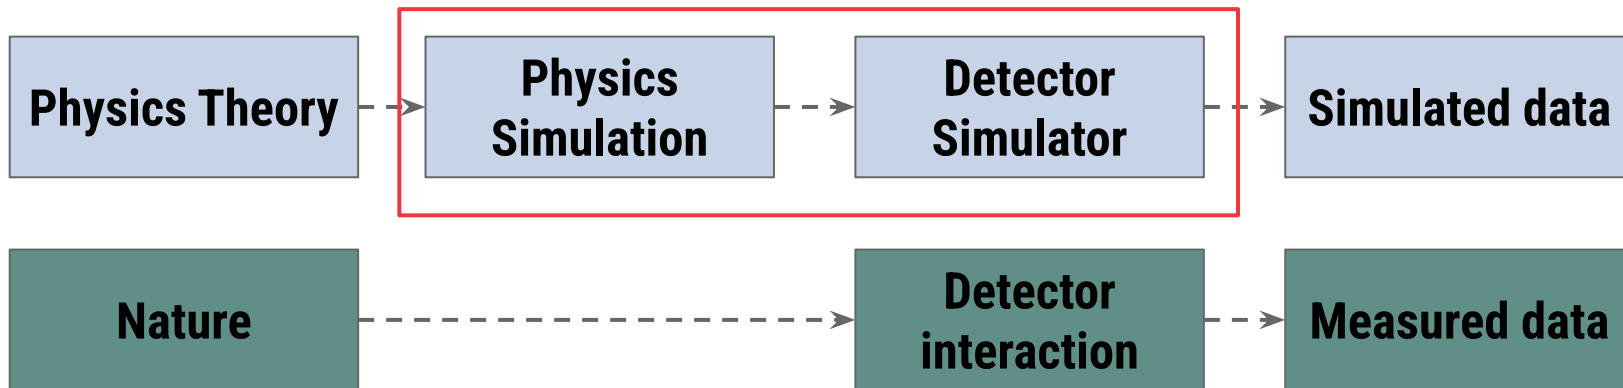 Physics Theory
Physics
Simulation
Detector
Simulator
Simulated data
Nature
Detector
interaction
Measured data